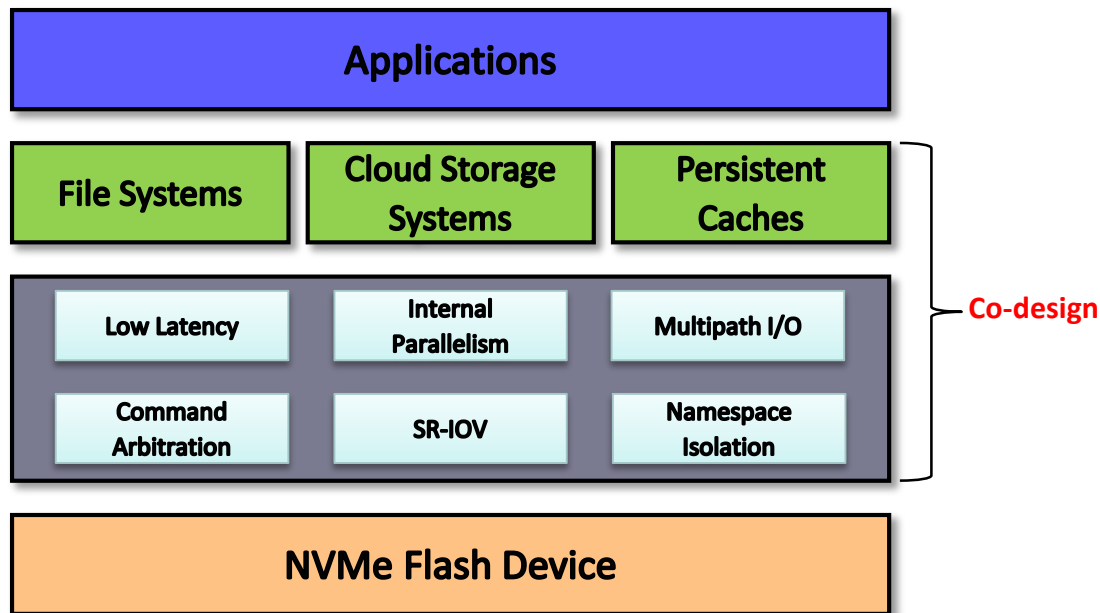 Applications
File Systems
Cloud Storage
Systems
Persistent
Caches
Low Latency
Internal
Parallelism
Multipath I/O
Command
Arbitration
SR-IOV
Namespace
Isolation
Co-design
NVMe Flash Device